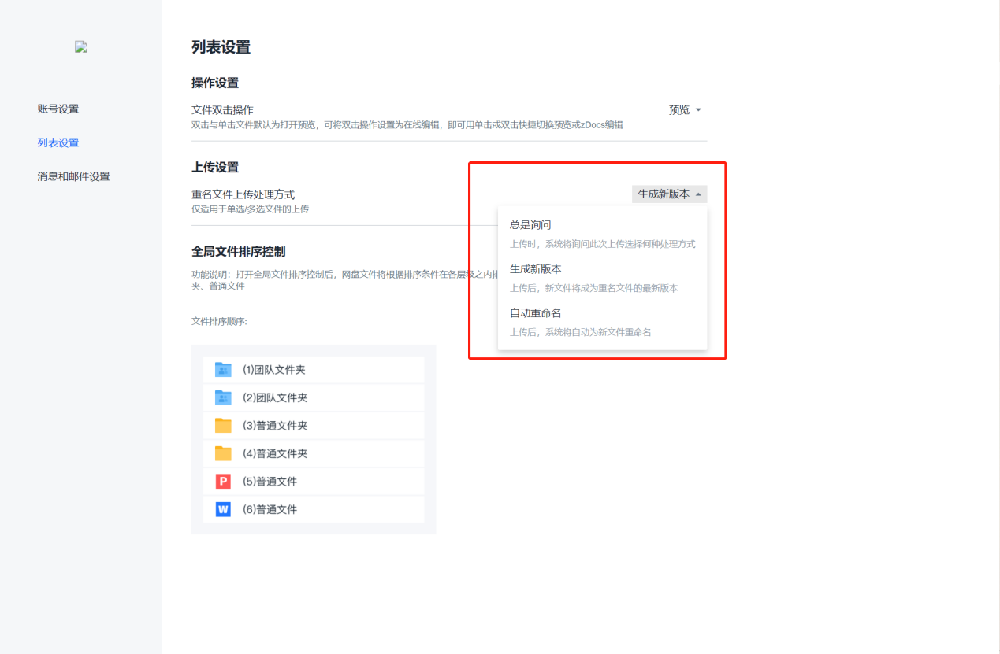 账号设置
列表设置
消息和邮件设置
列表设置
操作设置
文件双击操作
预览
双击与单击文件默认为打开预览，可将双击操作设置为在线编辑，即可用单击或双击快捷切换预览或zDocs编辑
上传设置
重名文件上传处理方式
生成新版本
仅适用于单选/多选文件的上传
总是询问
上传时，系统将询问此次上传选择何种处理方式
生成新版本
上传后，新文件将成为重名文件的最新版本
自动重命名
上传后，系统将自动为新文件重命名
全局文件排序控制
功能说明：打开全局文件排序控制后，网盘文件将根据排序条件在各层级之内排
夹、普通文件
文件排序顺序:
(1)团队文件夹
(2)团队文件夹
(3)普通文件夹
(4)普通文件夹
P (5)普通文件
W (6)普通文件